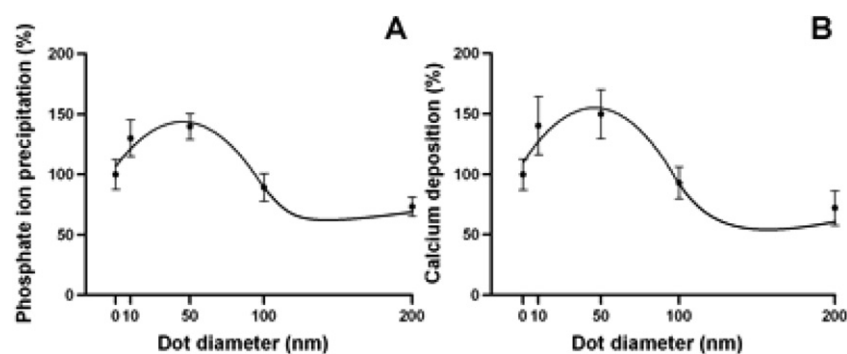 A
Phosphate ion precipitation (%)
200
150
100
50
0
0 10 50 100 200
Dot diameter (nm)
B
Calcium deposition (%)
200
150
100
50
0
0 10 50 100 200
Dot diameter (nm)